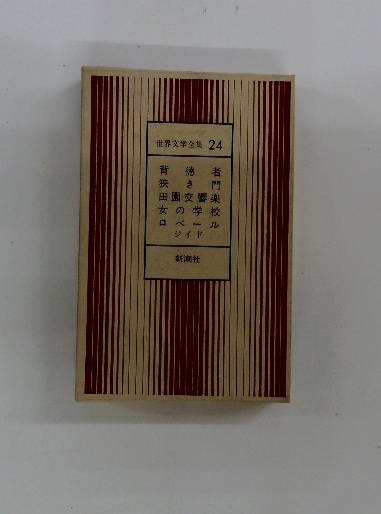 世界文学全集 24
背徳者
狭き門
田園交響楽
女の学校
ロベール
ジイド
新潮社